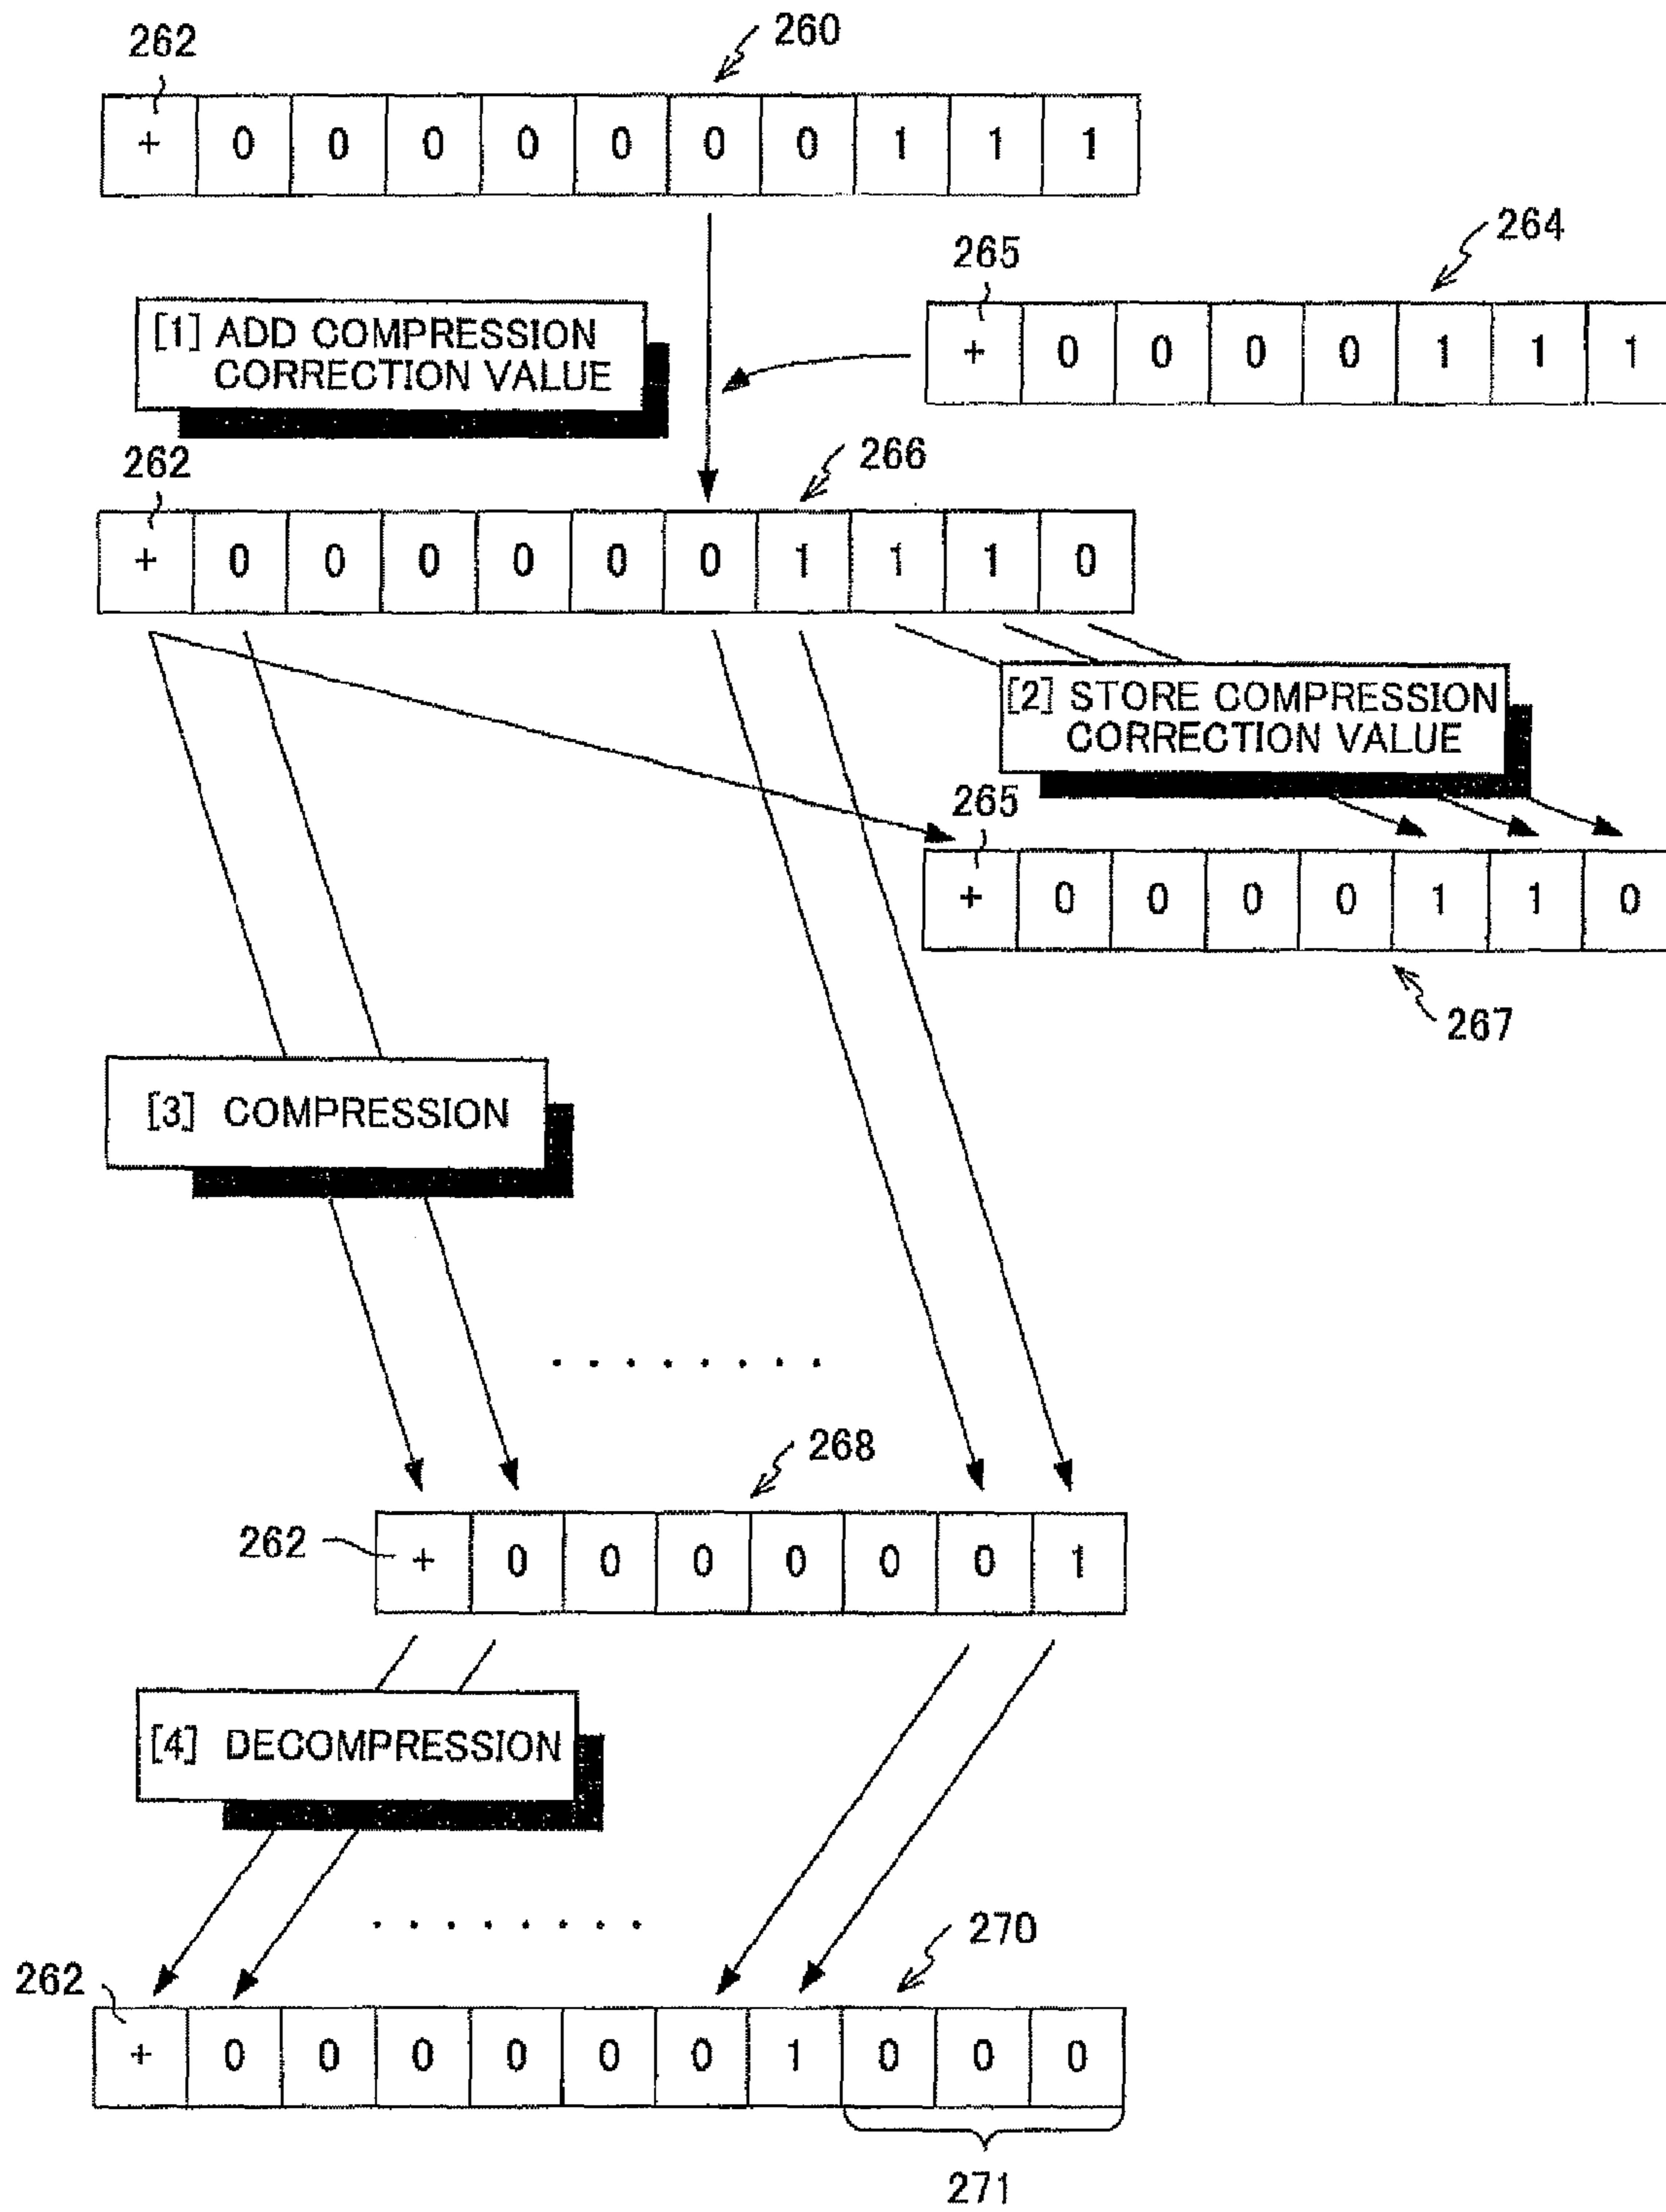 260
262
+ 0 0 0 0 0 0 0 1 1 1
264
265
[1] ADD COMPRESSION
CORRECTION VALUE
+ 0 0 0 0 1 1 1
262
266
+ 0 0 0 0 0 0 1 1 1 0
[2] STORE COMPRESSION
CORRECTION VALUE
265
+ 0 0 0 0 1 1 0
267
[3] COMPRESSION
. . . . . . . .
268
262
+ 0 0 0 0 0 0 1
[4] DECOMPRESSION
. . . . . . . .
270
262
+ 0 0 0 0 0 0 1 0 0 0
271